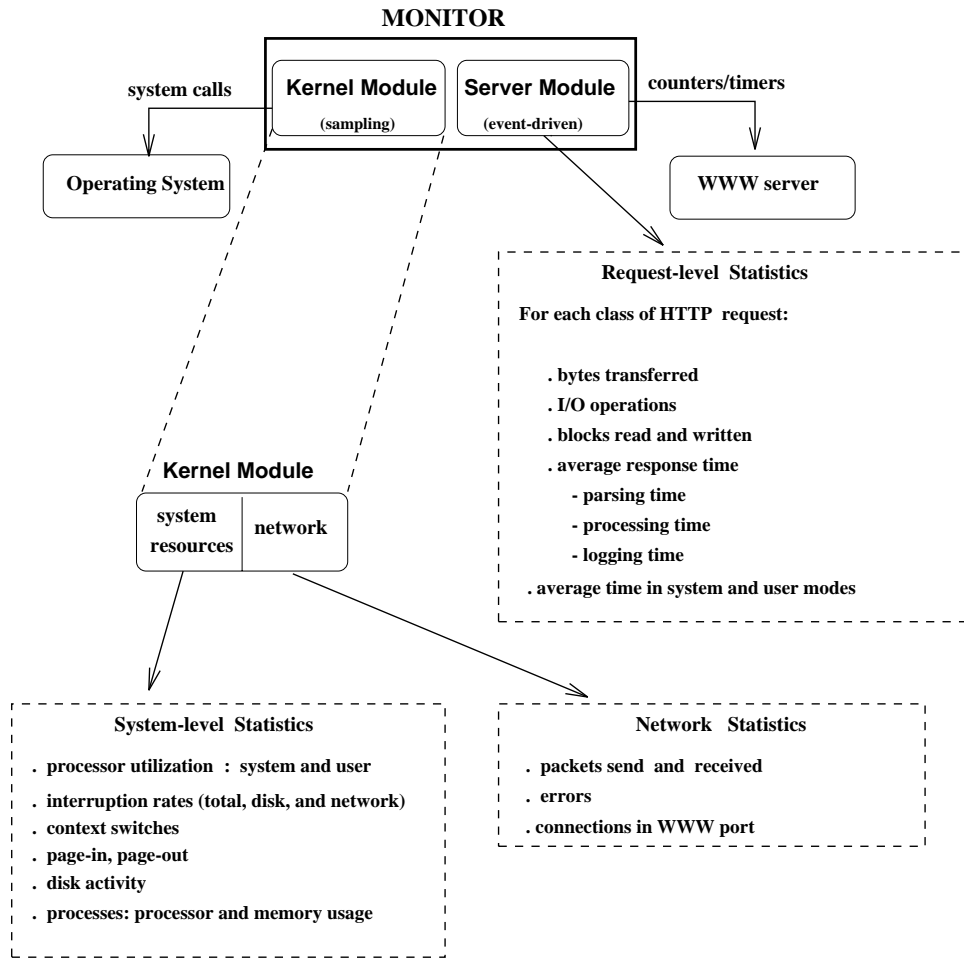 MONITOR
Kernel Module
(sampling)
Server Module
(event-driven)
system calls
counters/timers
Operating System
WWW server
Request-level Statistics
For each class of HTTP request:
. bytes transferred
. I/O operations
. blocks read and written
. average response time
- parsing time
- processing time
- logging time
. average time in system and user modes
Kernel Module
system
resources
network
System-level Statistics
. processor utilization : system and user
. interruption rates (total, disk, and network)
. context switches
. page-in, page-out
. disk activity
. processes: processor and memory usage
Network Statistics
. packets send and received
. errors
. connections in WWW port